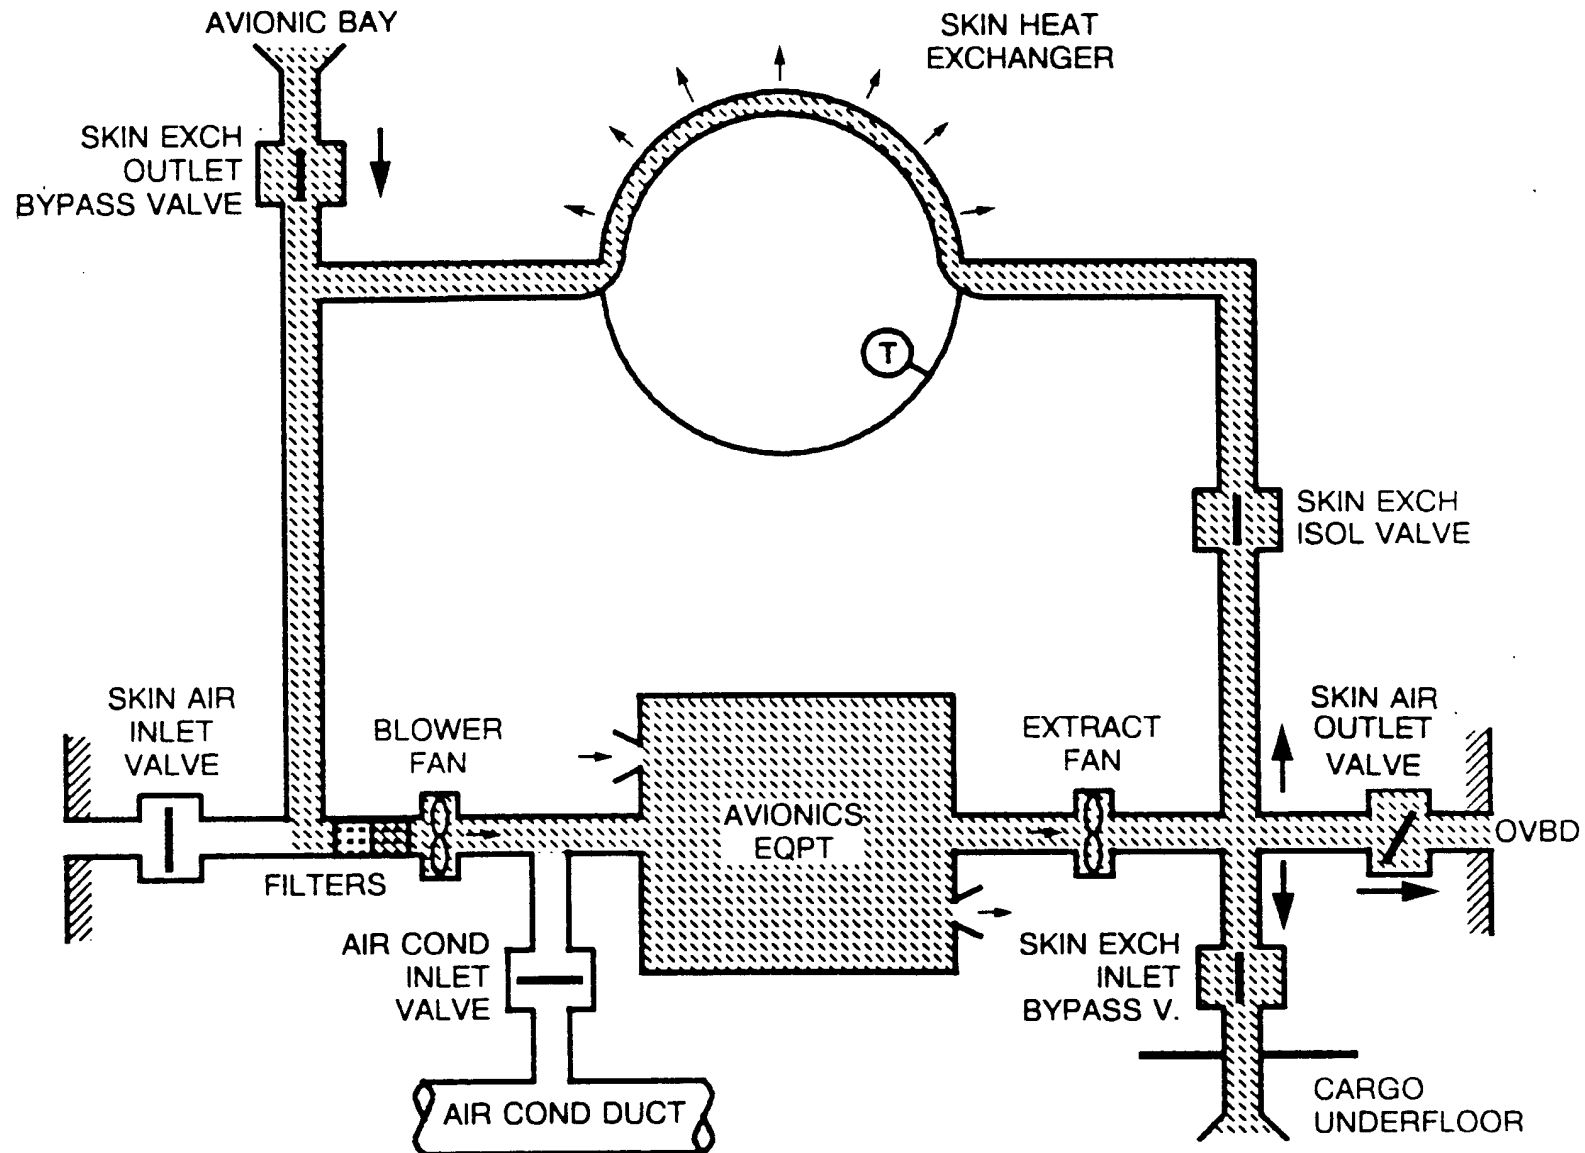 AVIONIC BAY
SKIN HEAT
EXCHANGER
SKIN EXCH
OUTLET
BYPASS VALVE
T
SKIN EXCH
ISOL VALVE
SKIN AIR
INLET
VALVE
BLOWER
FAN
EXTRACT
FAN
SKIN AIR
OUTLET
VALVE
AVIONICS
EQPT
OVBD
FILTERS
AIR COND
INLET
VALVE
SKIN EXCH
INLET
BYPASS V.
AIR COND DUCT
CARGO
UNDERFLOOR